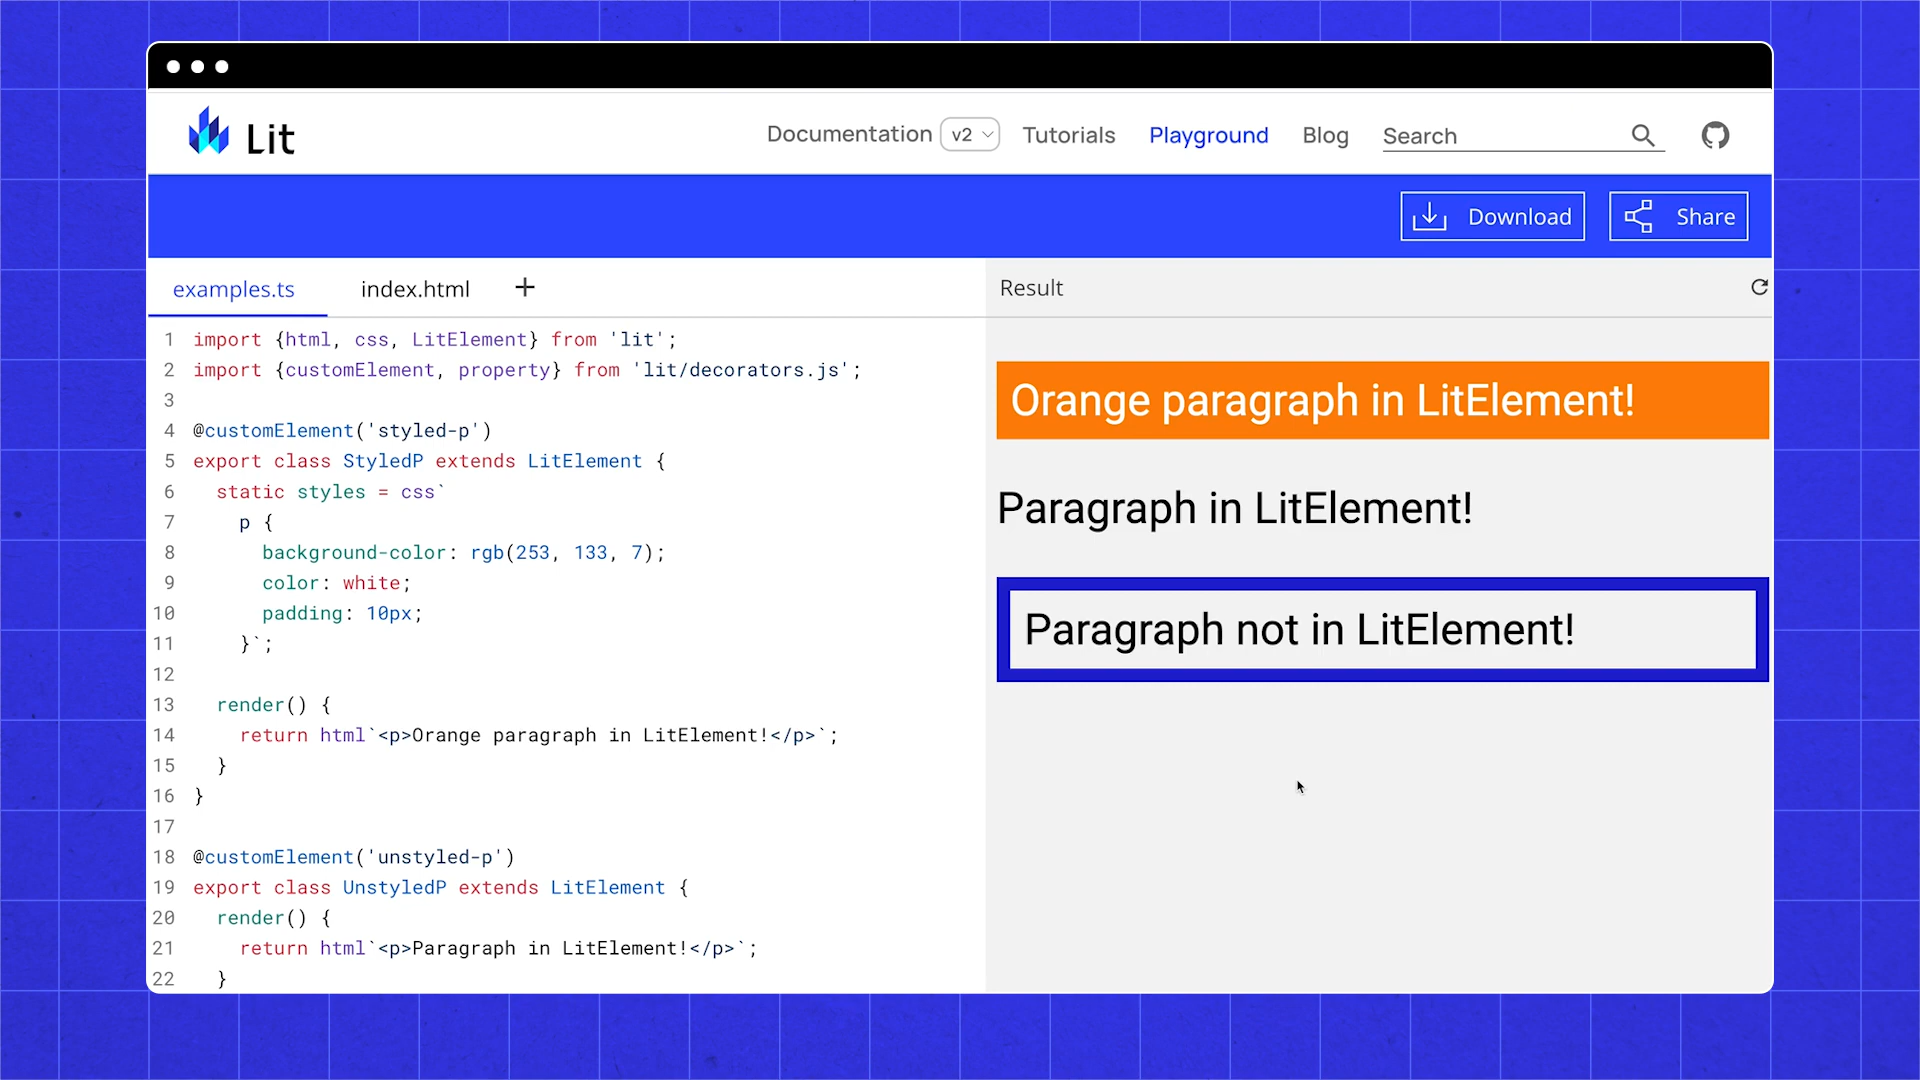 Lit
Documentation v2 Tutorials Playground Blog Search
Download Share
examples.ts index.html +
1 import {html, css, LitElement} from 'lit';
2 import {customElement, property} from 'lit/decorators.js';
3
4 @customElement('styled-p')
5 export class StyledP extends LitElement {
6 static styles = css`
7 p {
8 background-color: rgb(253, 133, 7);
9 color: white;
10 padding: 10px;
11 }`;
12
13 render() {
14 return html`<p>Orange paragraph in LitElement!</p>`;
15 }
16 }
17
18 @customElement('unstyled-p')
19 export class UnstyledP extends LitElement {
20 render() {
21 return html`<p>Paragraph in LitElement!</p>`;
22 }
Result
Orange paragraph in LitElement!
Paragraph in LitElement!
Paragraph not in LitElement!